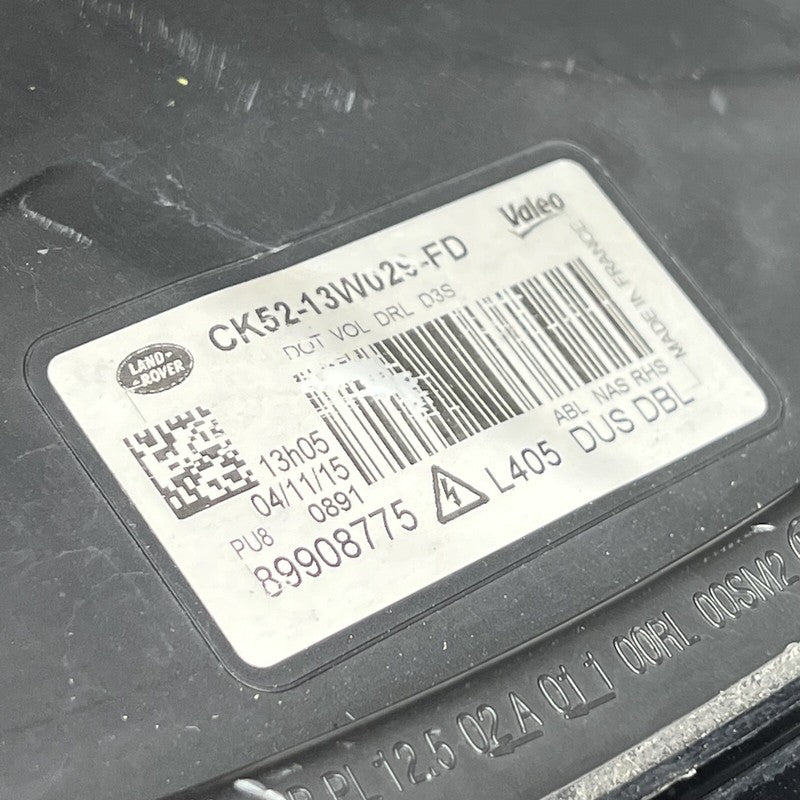 Valeo
CK52-13W029-FD
LAND-
-ROVER
DOT VOL DRL D3S
MADE IN FRANCE
13h05
04/11/15
0891
PU8
ABL NAS RHS
L405 DUS DBL
89908775
PL 12.5 02 A 01 1 00RL 00SM2